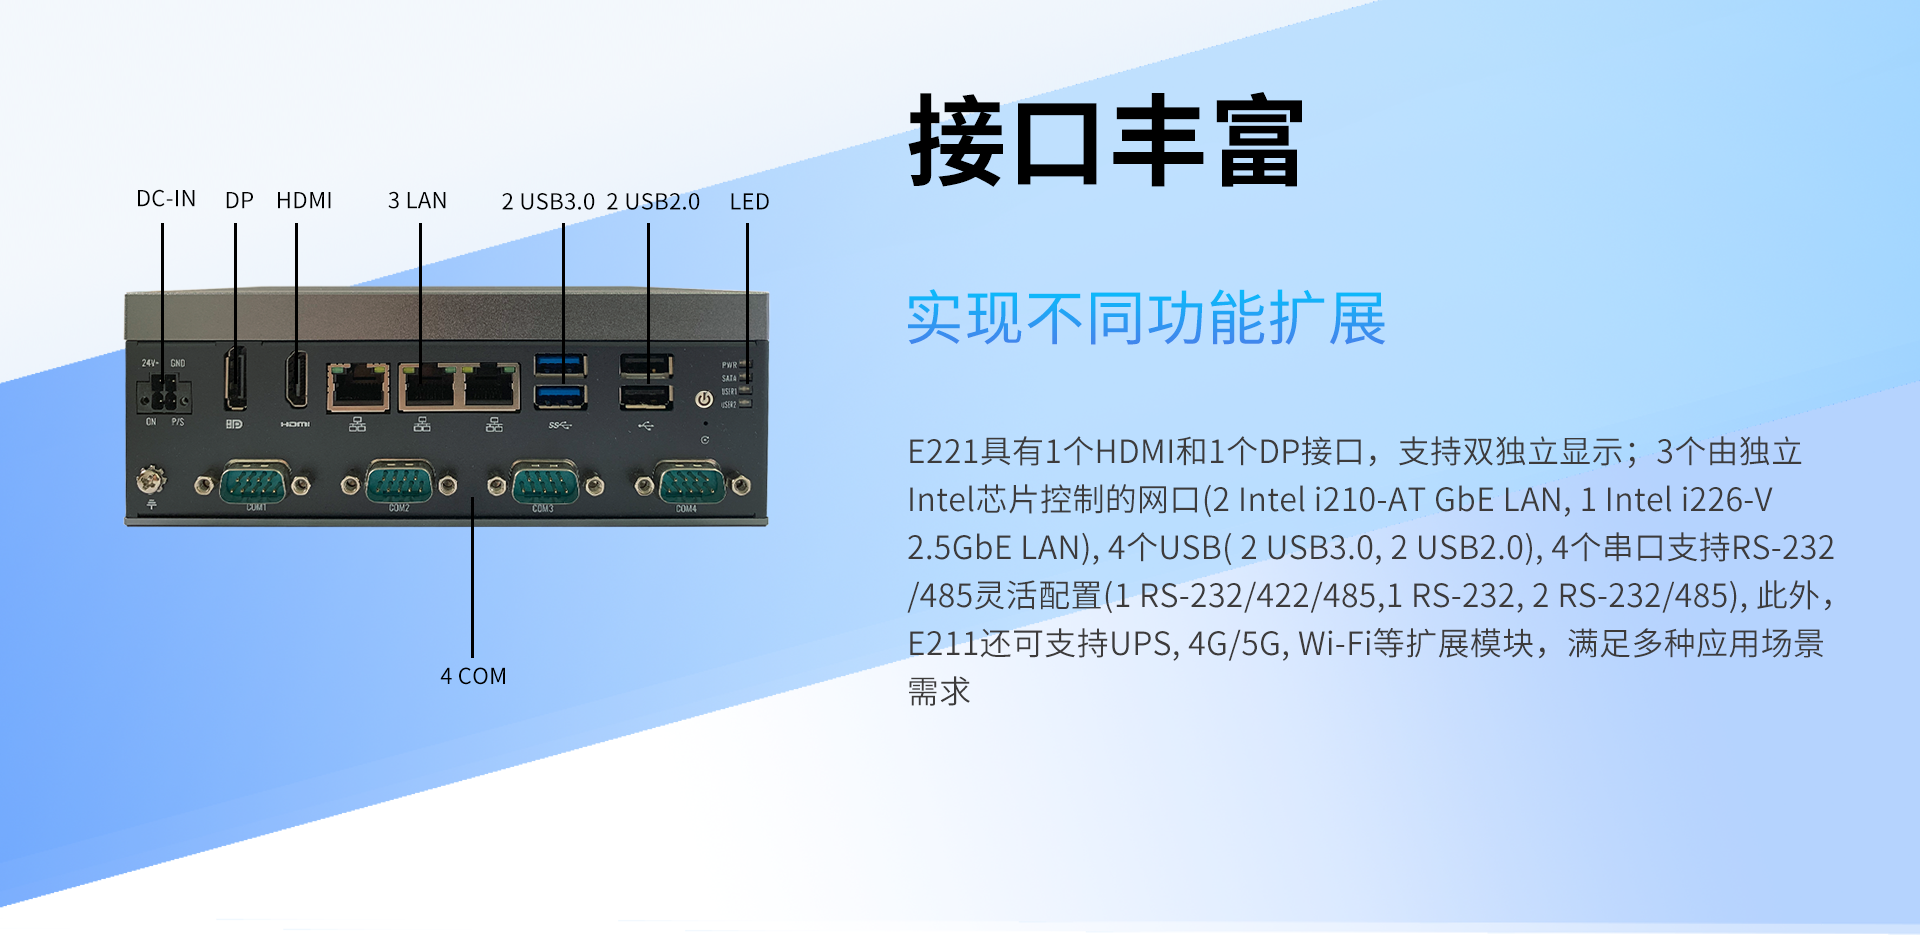 接口丰富
实现不同功能扩展
DC-IN
DP
HDMI
3 LAN
2 USB3.0
2 USB2.0
LED
24V-
GND
ON
P/S
HDMI
PWR
SATA
USER1
USER2
COM1
COM2
COM3
COM4
4 COM
E221具有1个HDMI和1个DP接口，支持双独立显示；3个由独立
Intel芯片控制的网口(2 Intel i210-AT GbE LAN, 1 Intel i226-V
2.5GbE LAN), 4个USB( 2 USB3.0, 2 USB2.0), 4个串口支持RS-232
/485灵活配置(1 RS-232/422/485,1 RS-232, 2 RS-232/485), 此外，
E211还可支持UPS, 4G/5G, Wi-Fi等扩展模块，满足多种应用场景
需求